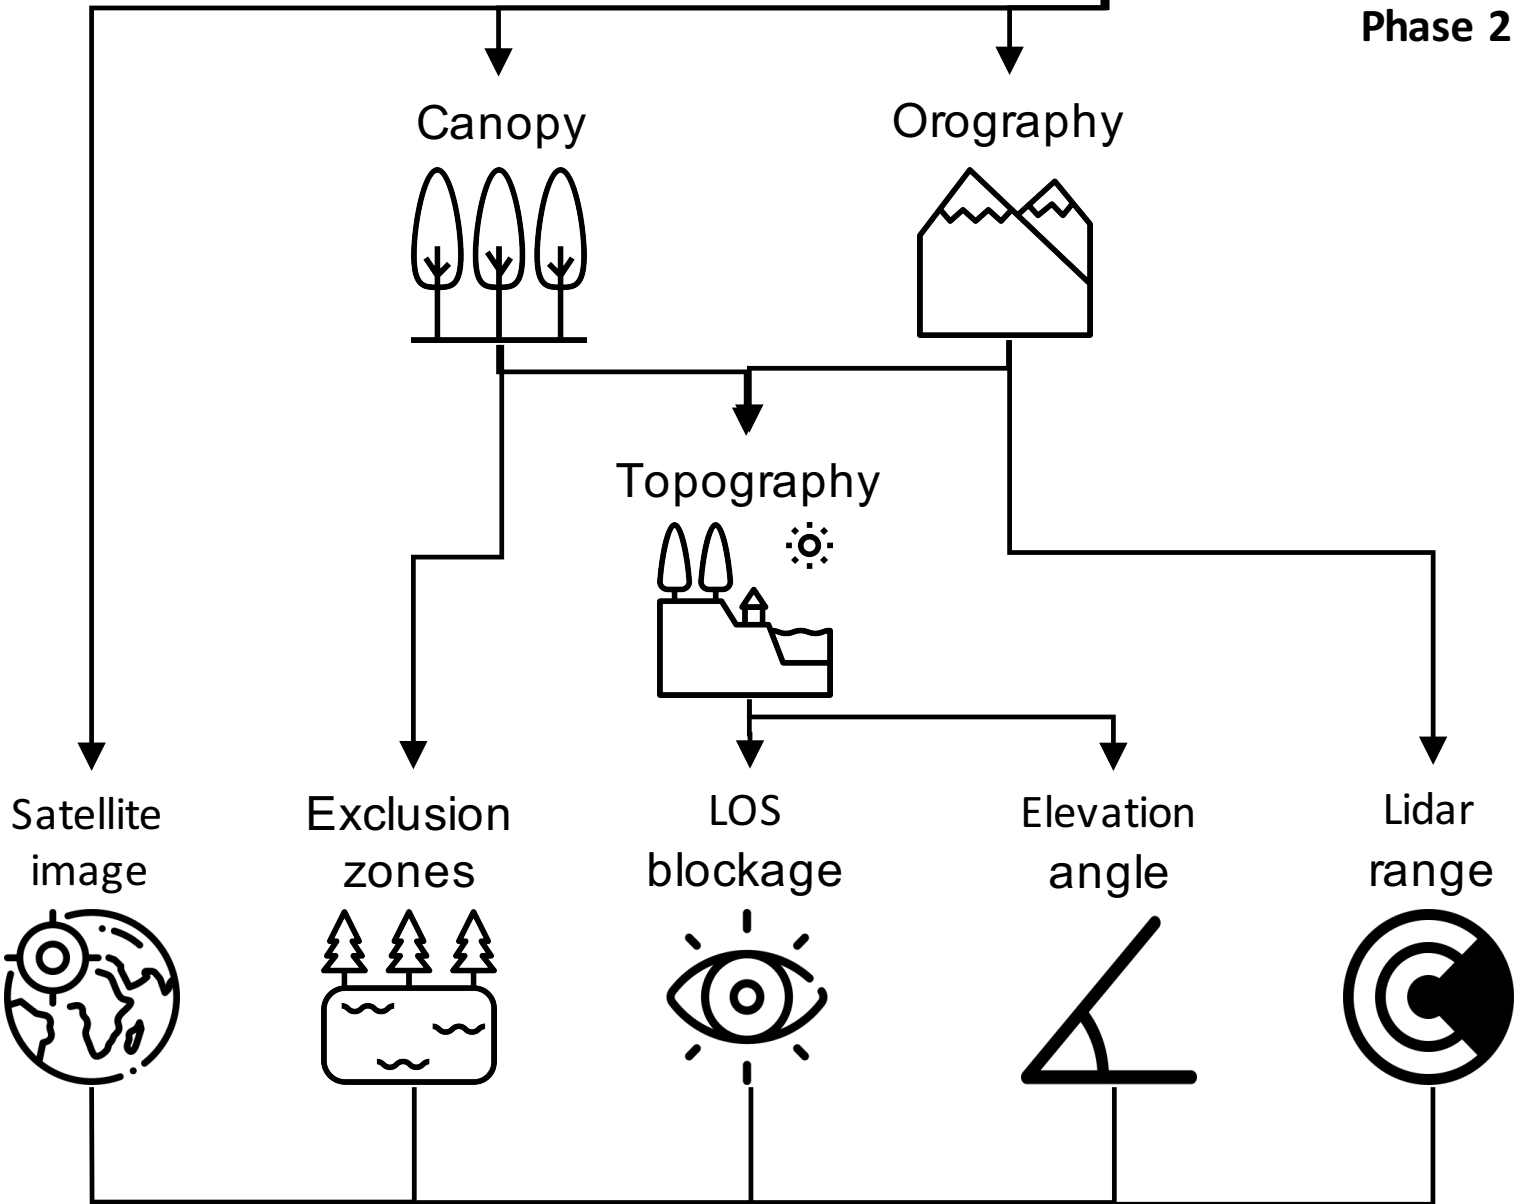 Phase 2
Canopy
Orography
Topography
Satellite
image
Exclusion
zones
LOS
blockage
Elevation
angle
Lidar
range